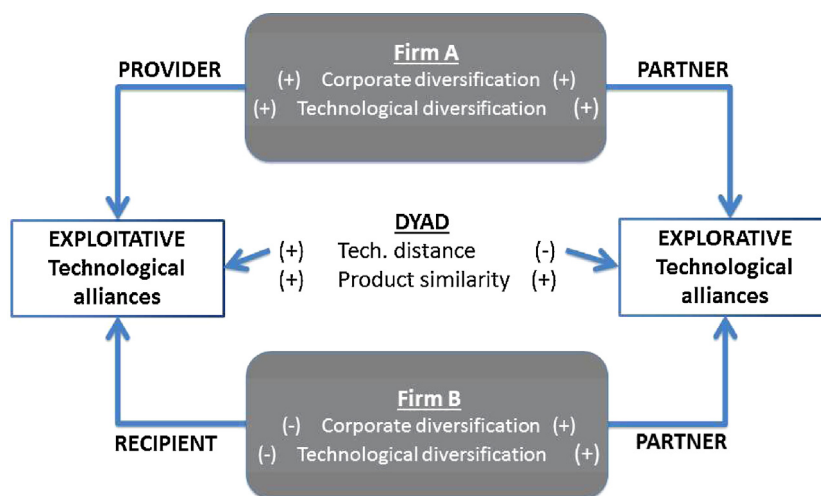 Firm A
PROVIDER
(+) Corporate diversification (+)
PARTNER
(+) Technological diversification (+)
DYAD
EXPLOITATIVE
Technological
alliances
(+) Tech. distance (-)
(+) Product similarity (+)
EXPLORATIVE
Technological
alliances
Firm B
(-) Corporate diversification (+)
RECIPIENT
(-) Technological diversification (+)
PARTNER